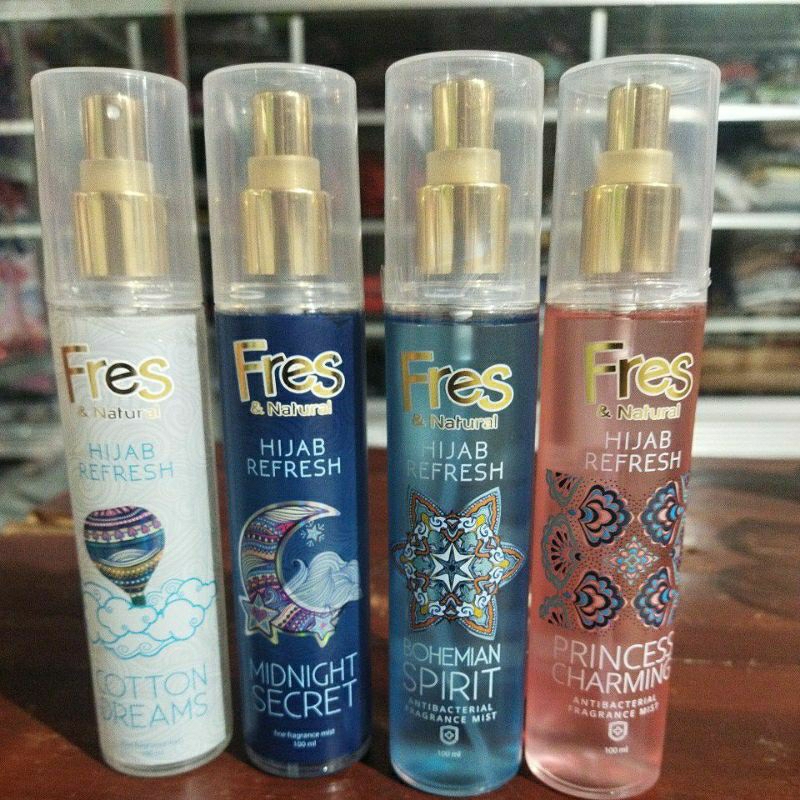 Fres
& Natural
HIJAB
REFRESH
COTTON
DREAMS
Fres
& Natural
HIJAB
REFRESH
MIDNIGHT
SECRET
fine fragrance mist
100 ml
Fres
& Natural
HIJAB
REFRESH
BOHEMIAN
SPIRIT
ANTIBACTERIAL
FRAGRANCE MIST
100 ml
Fres
& Natural
HIJAB
REFRESH
PRINCESS
CHARMING
ANTIBACTERIAL
FRAGRANCE MIST
100 ml